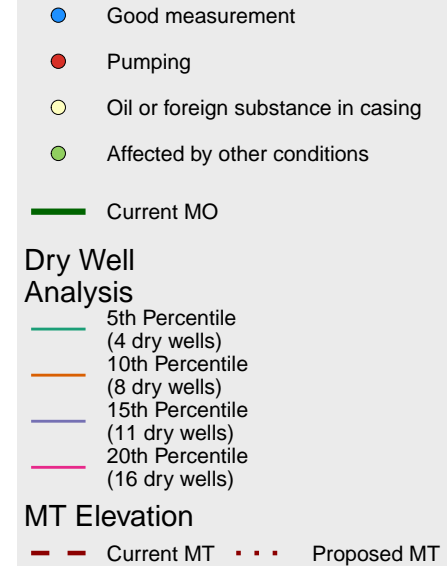 Good measurement
Pumping
Oil or foreign substance in casing
Affected by other conditions
Current MO
Dry Well
Analysis
5th Percentile
(4 dry wells)
10th Percentile
(8 dry wells)
15th Percentile
(11 dry wells)
20th Percentile
(16 dry wells)
MT Elevation
Current MT Proposed MT